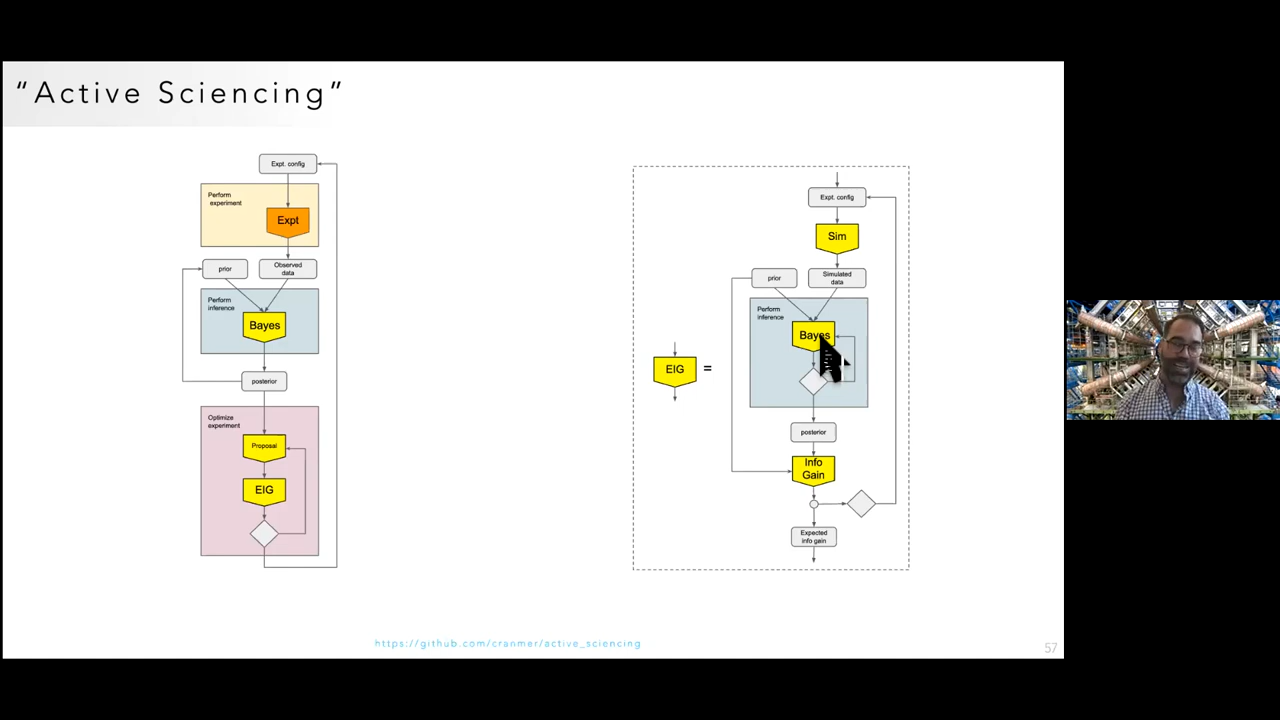 “Active Sciencing”
Expt. config
Perform
experiment
Expt
prior
Observed
data
Perform
inference
Bayes
posterior
Optimize
experiment
Proposal
EIG
EIG
=
Expt. config
Sim
prior
Simulated
data
Perform
inference
Bayes
posterior
Info
Gain
Expected
info gain
https://github.com/cranmer/active_sciencing
57